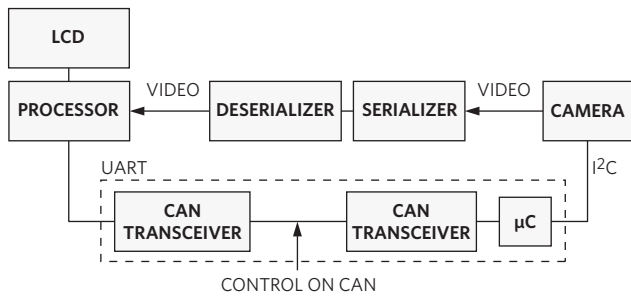 LCD
PROCESSOR
VIDEO
DESERIALIZER
SERIALIZER
VIDEO
CAMERA
UART
I²C
CAN
TRANSCEIVER
CAN
TRANSCEIVER
µC
CONTROL ON CAN